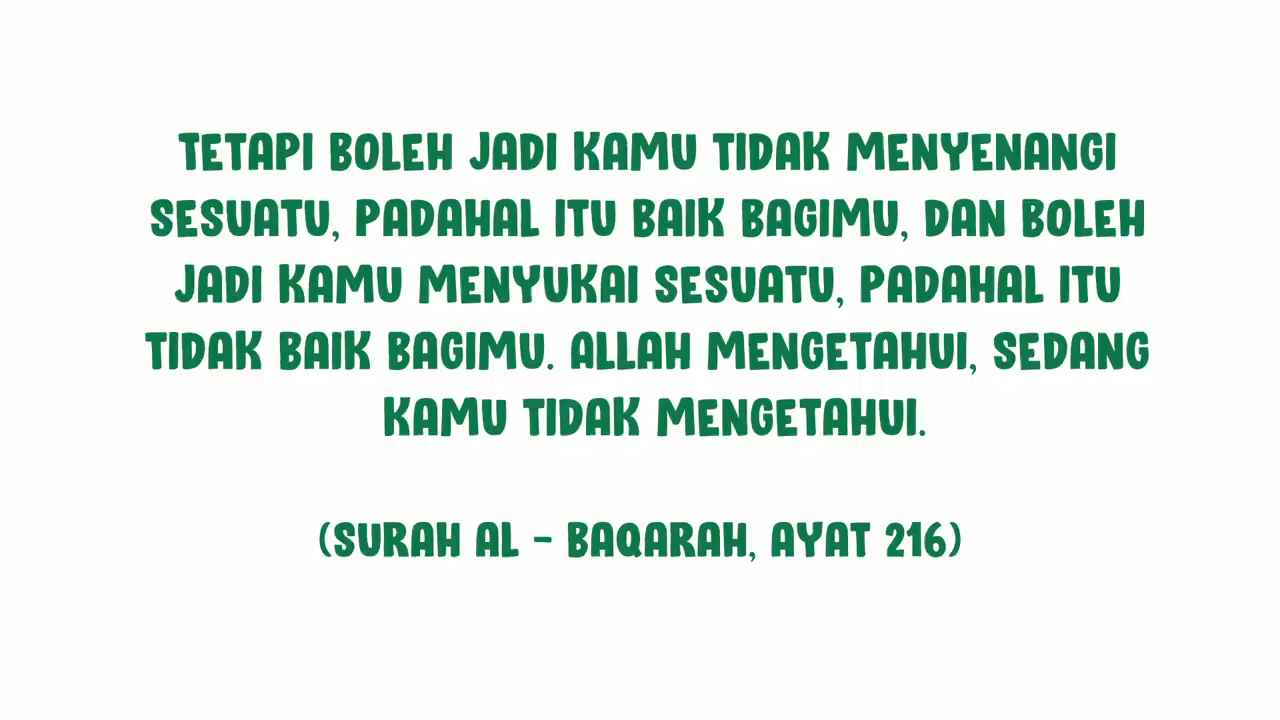 TETAPI BOLEH JADI KAMU TIDAK MENYENANGI
SESUATU, PADAHAL ITU BAIK BAGIMU, DAN BOLEH
JADI KAMU MENYUKAI SESUATU, PADAHAL ITU
TIDAK BAIK BAGIMU. ALLAH MENGETAHUI, SEDANG
KAMU TIDAK MENGETAHUI.
(SURAH AL - BAQARAH, AYAT 216)